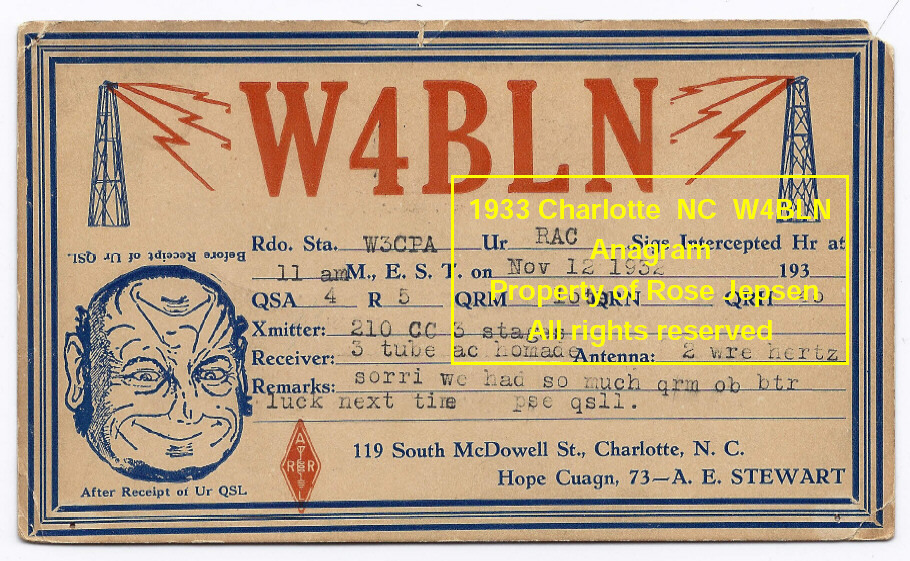 W4BLN
1933 Charlotte NC W4BLN
Anagram
Property of Rose Jepsen
All rights reserved
Rdo. Sta. W3CPA Ur RAC Sigs Intercepted Hr at
11 am M., E. S. T. on Nov 12 1932 193
QSA 4 R 5 QRM QRN QRH
Xmitter: 210 CC 3 stages
Receiver: 3 tube ac homade Antenna: 2 wre hertz
Remarks: sorri we had so much qrm ob btr
luck next time pse qsll.
Before Receipt of Ur QSL.
After Receipt of Ur QSL
A
R R
L
119 South McDowell St., Charlotte, N. C.
Hope Cuagn, 73—A. E. STEWART